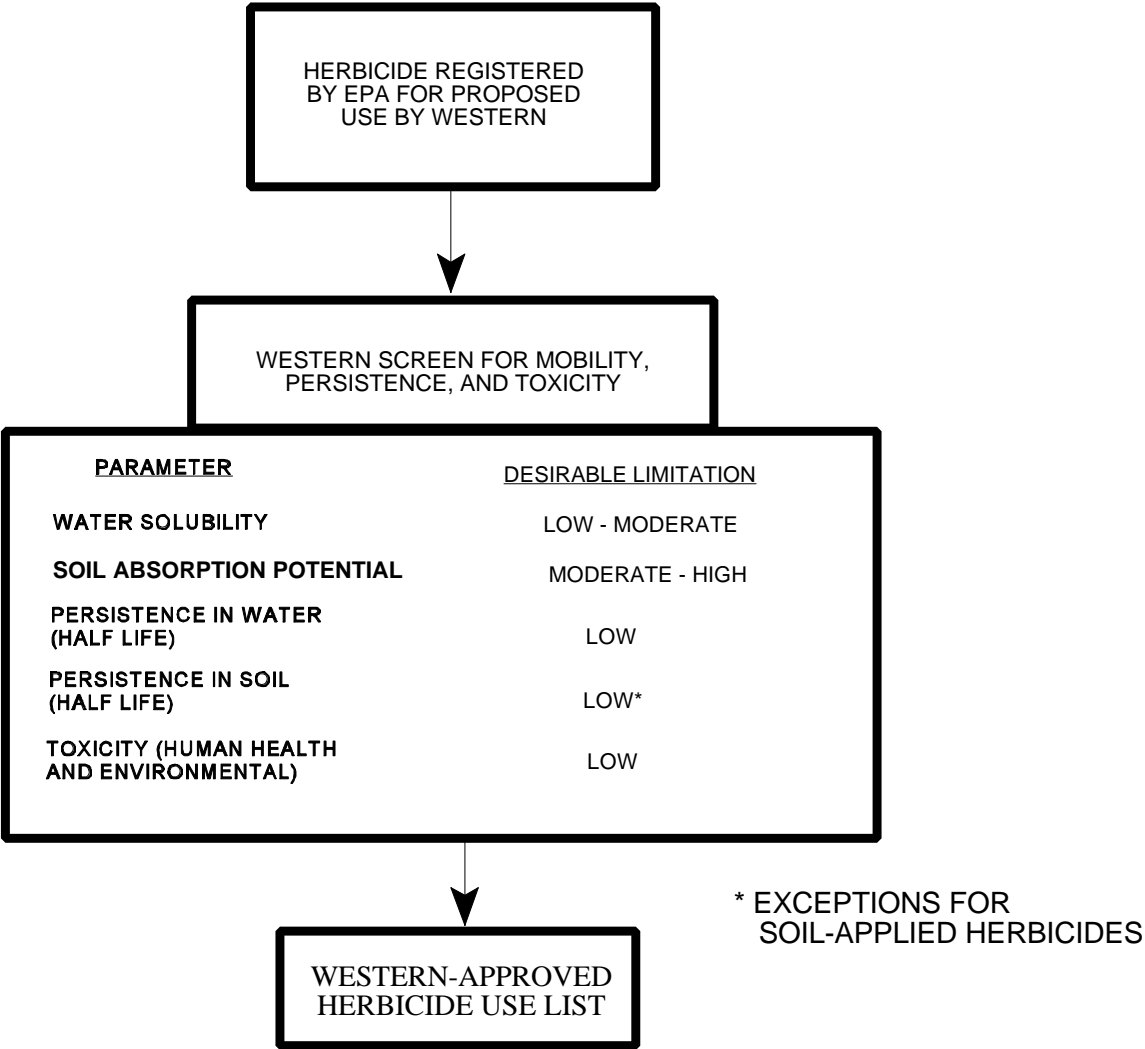 HERBICIDE REGISTERED
BY EPA FOR PROPOSED
USE BY WESTERN
WESTERN SCREEN FOR MOBILITY,
PERSISTENCE, AND TOXICITY
PARAMETER
DESIRABLE LIMITATION
WATER SOLUBILITY
LOW - MODERATE
SOIL ABSORPTION POTENTIAL
MODERATE - HIGH
PERSISTENCE IN WATER
(HALF LIFE)
LOW
PERSISTENCE IN SOIL
(HALF LIFE)
LOW*
TOXICITY (HUMAN HEALTH
AND ENVIRONMENTAL)
LOW
* EXCEPTIONS FOR
SOIL-APPLIED HERBICIDES
WESTERN-APPROVED
HERBICIDE USE LIST